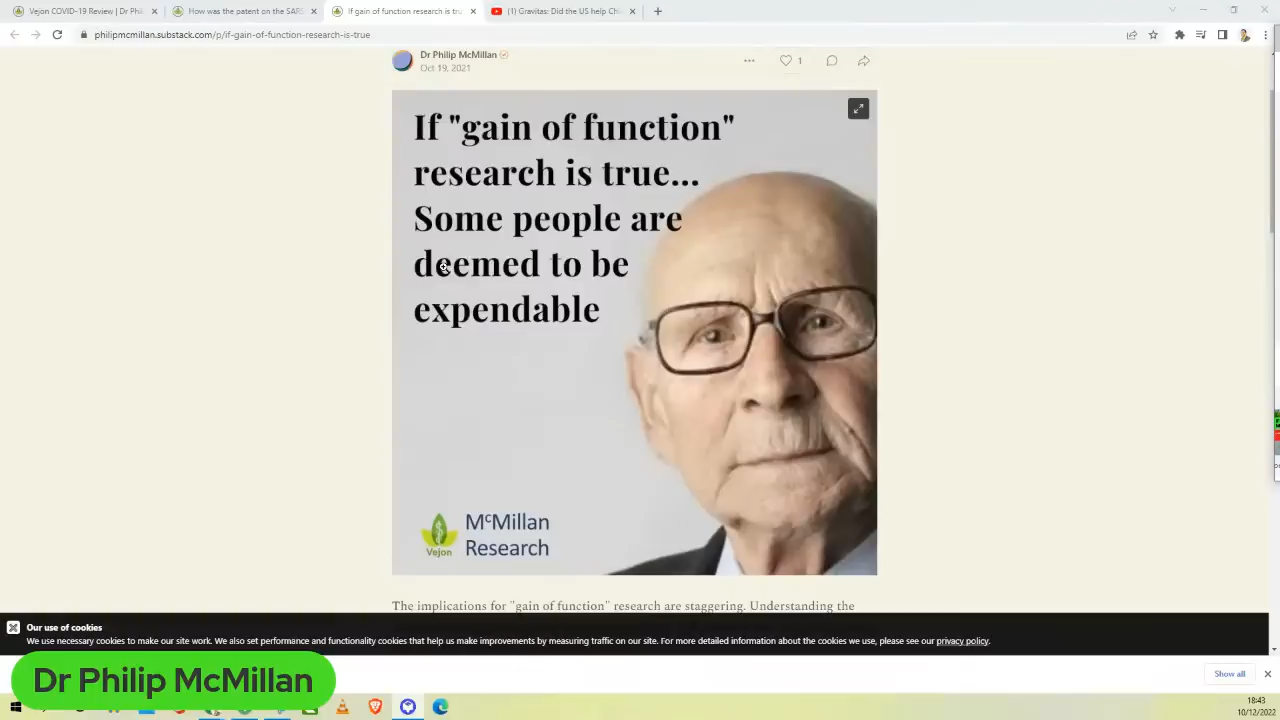 Vejon COVID-19 Review | Dr Phil
How was the patent on the SARS
If gain of function research is tru
(1) Gravitas: Did the US help Chi
philipmcmillan.substack.com/p/if-gain-of-function-research-is-true
Dr Philip McMillan
Oct 19, 2021
1
If "gain of function"
research is true...
Some people are
deemed to be
expendable
Vejon
McMillan
Research
The implications for "gain of function" research are staggering. Understanding the
Our use of cookies
We use necessary cookies to make our site work. We also set performance and functionality cookies that help us make improvements by measuring traffic on our site. For more detailed information about the cookies we use, please see our privacy policy.
Show all
Dr Philip McMillan
18:43
10/12/2022